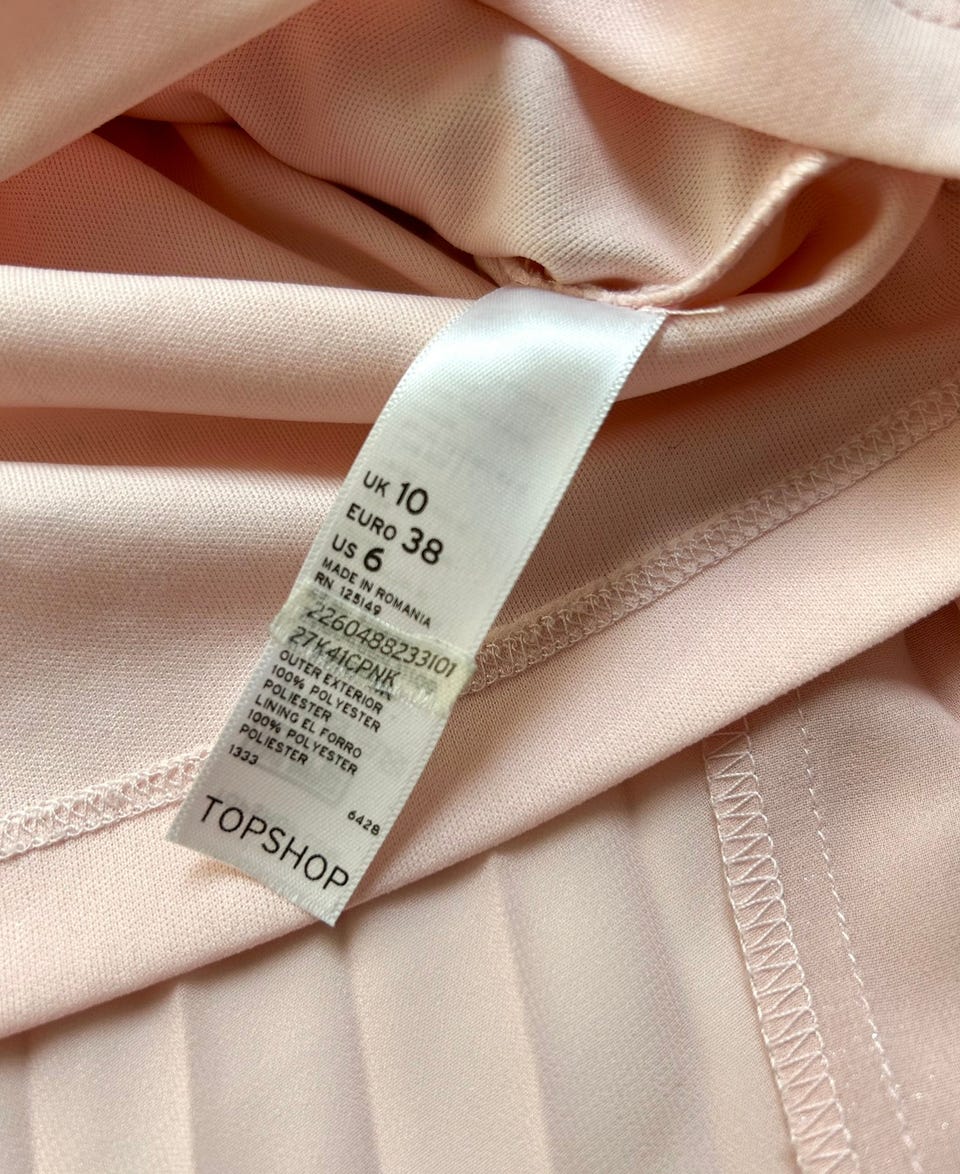 UK 10
EURO 38
US 6
MADE IN ROMANIA
RN 125149
2260488233101
27K41CPNK
OUTER EXTERIOR
100% POLYESTER
POLIESTER
LINING EL FORRO
100% POLYESTER
POLIESTER
1333
6428
TOPSHOP